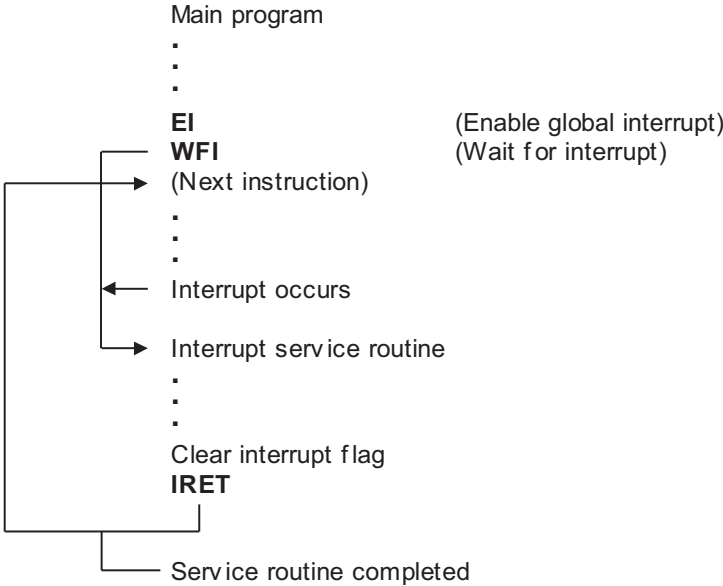 Main program
.
.
.
EI (Enable global interrupt)
WFI (Wait for interrupt)
(Next instruction)
.
.
.
Interrupt occurs
Interrupt service routine
.
.
.
Clear interrupt flag
IRET
Service routine completed